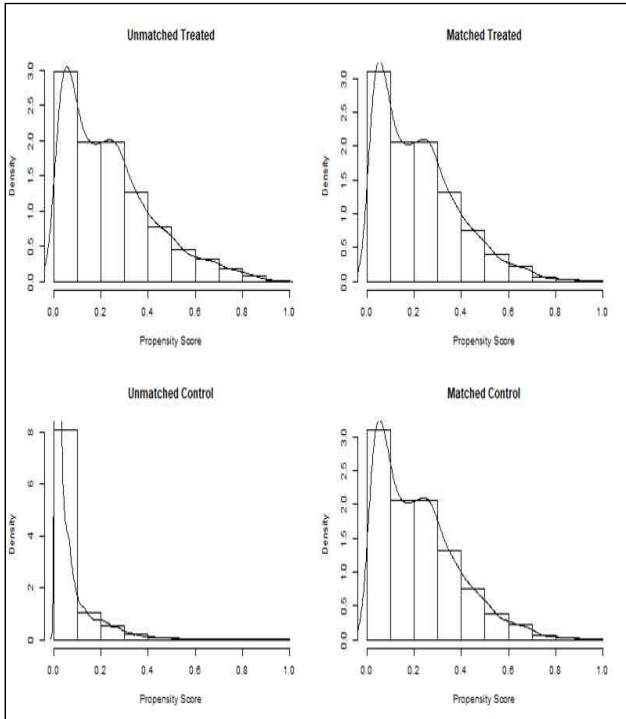 Unmatched Treated
Density
0.0 0.5 1.0 1.5 2.0 2.5 3.0
0.0 0.2 0.4 0.6 0.8 1.0
Propensity Score
Matched Treated
Density
0.0 0.5 1.0 1.5 2.0 2.5 3.0
0.0 0.2 0.4 0.6 0.8 1.0
Propensity Score
Unmatched Control
Density
0 2 4 6 8
0.0 0.2 0.4 0.6 0.8 1.0
Propensity Score
Matched Control
Density
0.0 0.5 1.0 1.5 2.0 2.5 3.0
0.0 0.2 0.4 0.6 0.8 1.0
Propensity Score